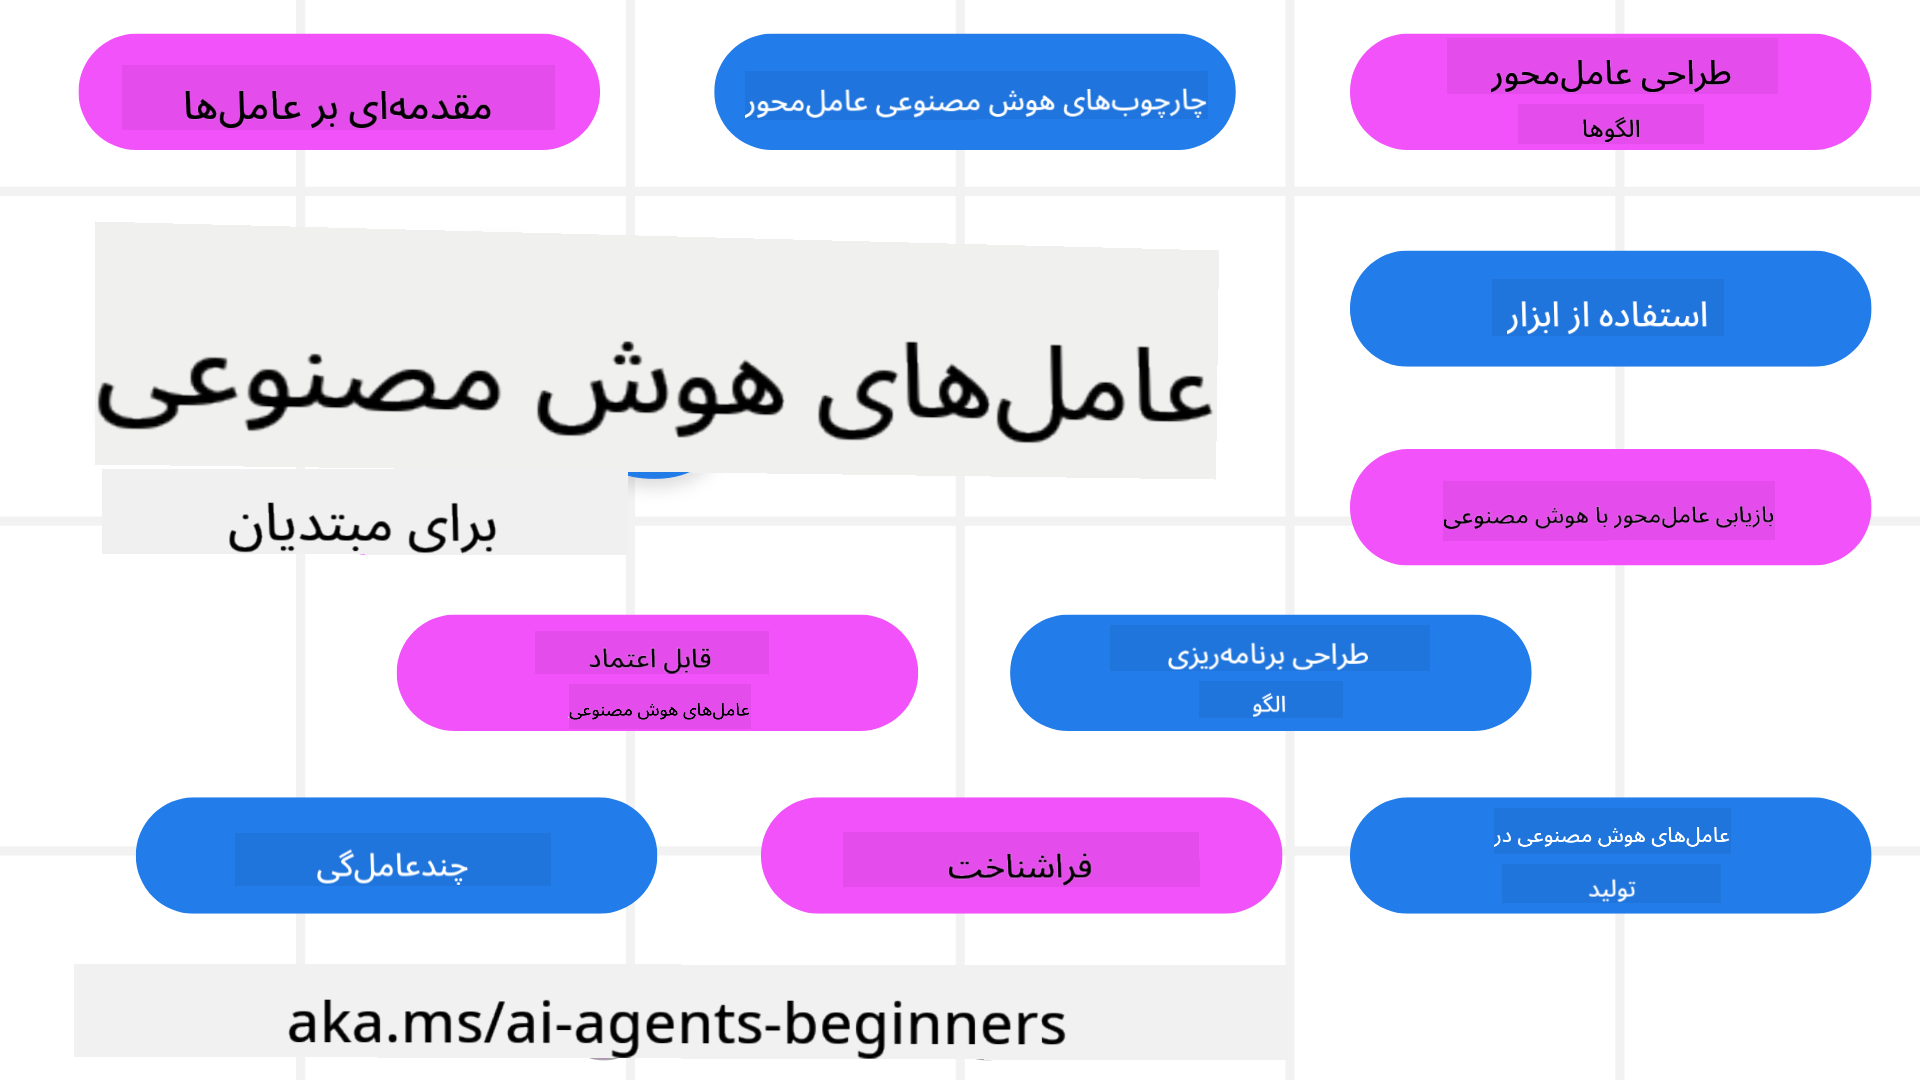 مقدمه‌ای بر عامل‌ها
چارچوب‌های هوش مصنوعی عامل‌محور
طراحی عامل‌محور
الگوها
عامل‌های هوش مصنوعی
برای مبتدیان
استفاده از ابزار
بازیابی عامل‌محور با هوش مصنوعی
قابل اعتماد
عامل‌های هوش مصنوعی
طراحی برنامه‌ریزی
الگو
چندعامل‌گی
فراشناخت
عامل‌های هوش مصنوعی در
تولید
aka.ms/ai-agents-beginners